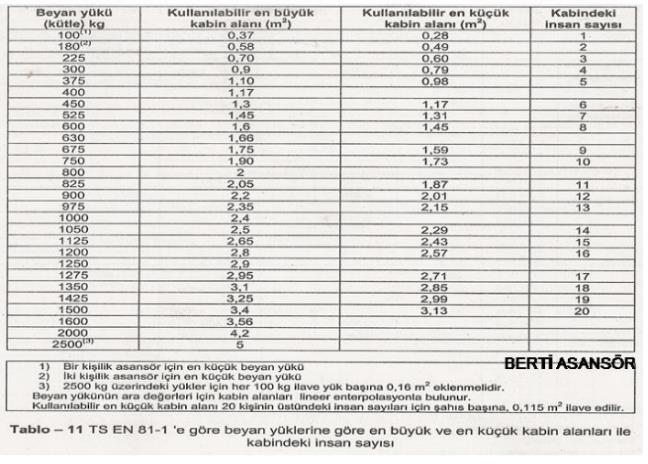 Beyan yükü (kütle) kg | Kullanılabilir en büyük kabin alanı (m²) | Kullanılabilir en küçük kabin alanı (m²) | Kabindeki insan sayısı
100(1) 0,37 0,28 1
180(2) 0,58 0,49 2
225 0,70 0,60 3
300 0,9 0,79 4
375 1,10 0,98 5
400 1,17
450 1,3 1,17 6
525 1,45 1,31 7
600 1,6 1,45 8
630 1,66
675 1,75 1,59 9
750 1,90 1,73 10
800 2
825 2,05 1,87 11
900 2,2 2,01 12
975 2,35 2,15 13
1000 2,4
1050 2,5 2,29 14
1125 2,65 2,43 15
1200 2,8 2,57 16
1250 2,9
1275 2,95 2,71 17
1350 3,1 2,85 18
1425 3,25 2,99 19
1500 3,4 3,13 20
1600 3,56
2000 4,2
2500(3) 5
BERTİ ASANSÖR
1) Bir kişilik asansör için en küçük beyan yükü
2) İki kişilik asansör için en küçük beyan yükü
3) 2500 kg üzerindeki yükler için her 100 kg ilave yük başına 0,16 m² eklenmelidir.
Beyan yükünün ara değerleri için kabin alanları lineer enterpolasyonla bulunur.
Kullanılabilir en küçük kabin alanı 20 kişinin üstündeki insan sayıları için şahıs başına, 0,115 m² ilave edilir.
Tablo – 11 TS EN 81-1 'e göre beyan yüklerine göre en büyük ve en küçük kabin alanları ile
kabindeki insan sayısı